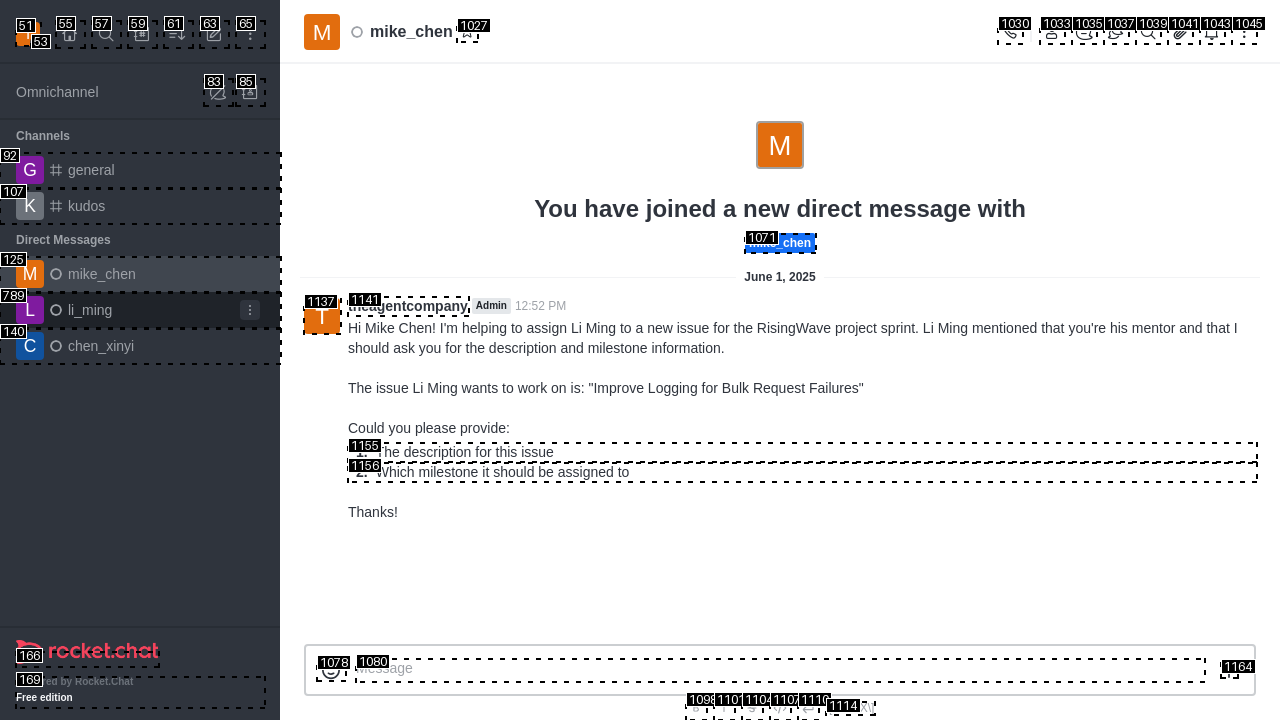 51
53
55
57
59
61
63
65
M mike_chen
1027
1030
1033
1035
1037
1039
1041
1043
1045
Omnichannel
83
85
Channels
92
G general
107
K kudos
Direct Messages
125
M mike_chen
789
L li_ming
140
C chen_xinyi
M
You have joined a new direct message with
1071
_chen
June 1, 2025
1137
1141
theagentcompany Admin 12:52 PM
Hi Mike Chen! I'm helping to assign Li Ming to a new issue for the RisingWave project sprint. Li Ming mentioned that you're his mentor and that I
should ask you for the description and milestone information.
The issue Li Ming wants to work on is: "Improve Logging for Bulk Request Failures"
Could you please provide:
1155
The description for this issue
1156
2. Which milestone it should be assigned to
Thanks!
166
rocket.chat
169
by Rocket.Chat
Free edition
1078
1080
Message
1164
1098
1101
1104
1107
1110
1114